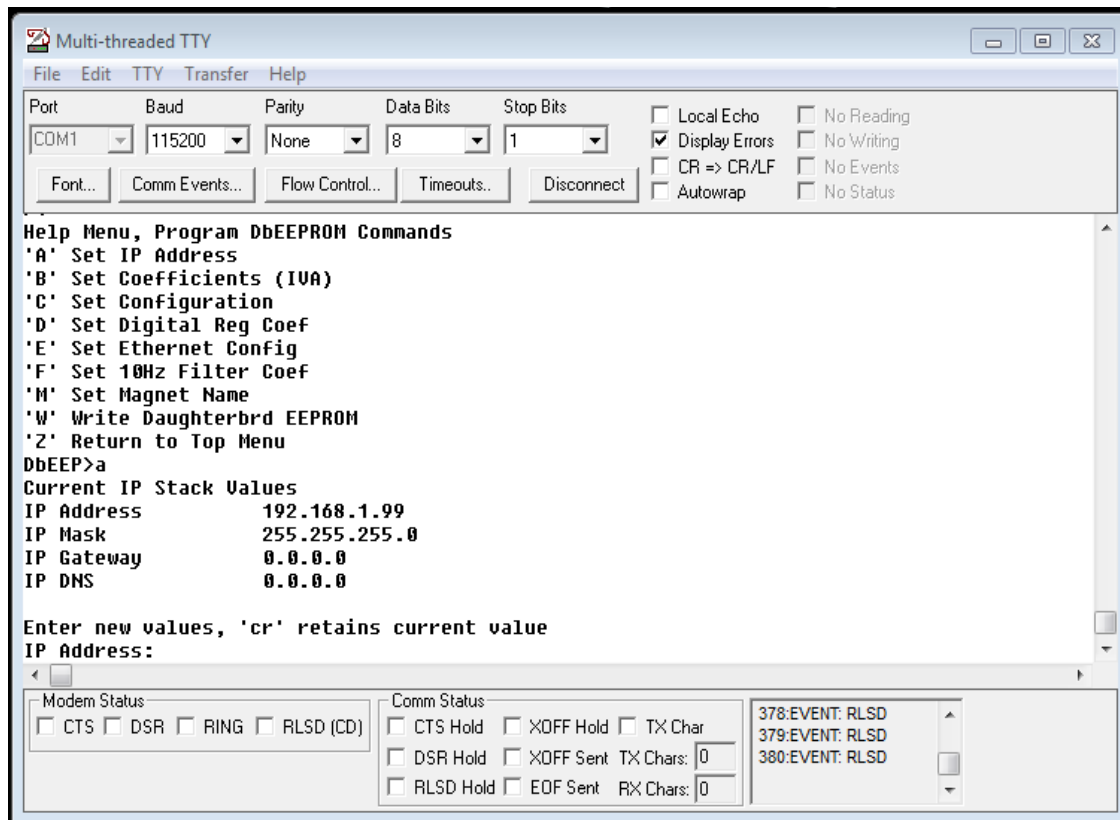 Multi-threaded TTY
File Edit TTY Transfer Help
Port Baud Parity Data Bits Stop Bits
COM1 115200 None 8 1
Font... Comm Events... Flow Control... Timeouts.. Disconnect
Local Echo No Reading
Display Errors No Writing
CR => CR/LF No Events
Autowrap No Status
Help Menu, Program DbEEPROM Commands
'A' Set IP Address
'B' Set Coefficients (IVA)
'C' Set Configuration
'D' Set Digital Reg Coef
'E' Set Ethernet Config
'F' Set 10Hz Filter Coef
'M' Set Magnet Name
'W' Write Daughterbrd EEPROM
'Z' Return to Top Menu
DbEEP>a
Current IP Stack Values
IP Address 192.168.1.99
IP Mask 255.255.255.0
IP Gateway 0.0.0.0
IP DNS 0.0.0.0
Enter new values, 'cr' retains current value
IP Address:
Modem Status
CTS DSR RING RLSD (CD)
Comm Status
CTS Hold XOFF Hold TX Char
DSR Hold XOFF Sent TX Chars: 0
RLSD Hold EOF Sent RX Chars: 0
378:EVENT: RLSD
379:EVENT: RLSD
380:EVENT: RLSD